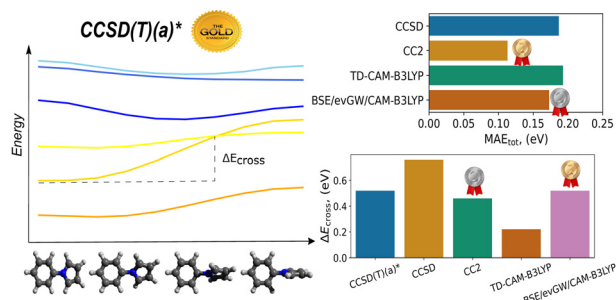 CCSD(T)(a)*
THE
GOLD
STANDARD
Energy
ΔEcross
CCSD
CC2
TD-CAM-B3LYP
BSE/evGW/CAM-B3LYP
0.00 0.05 0.10 0.15 0.20 0.25
MAEtot, (eV)
ΔEcross, (eV)
0.6
0.4
0.2
0.0
CCSD(T)(a)*
CCSD
CC2
TD-CAM-B3LYP
BSE/evGW/CAM-B3LYP